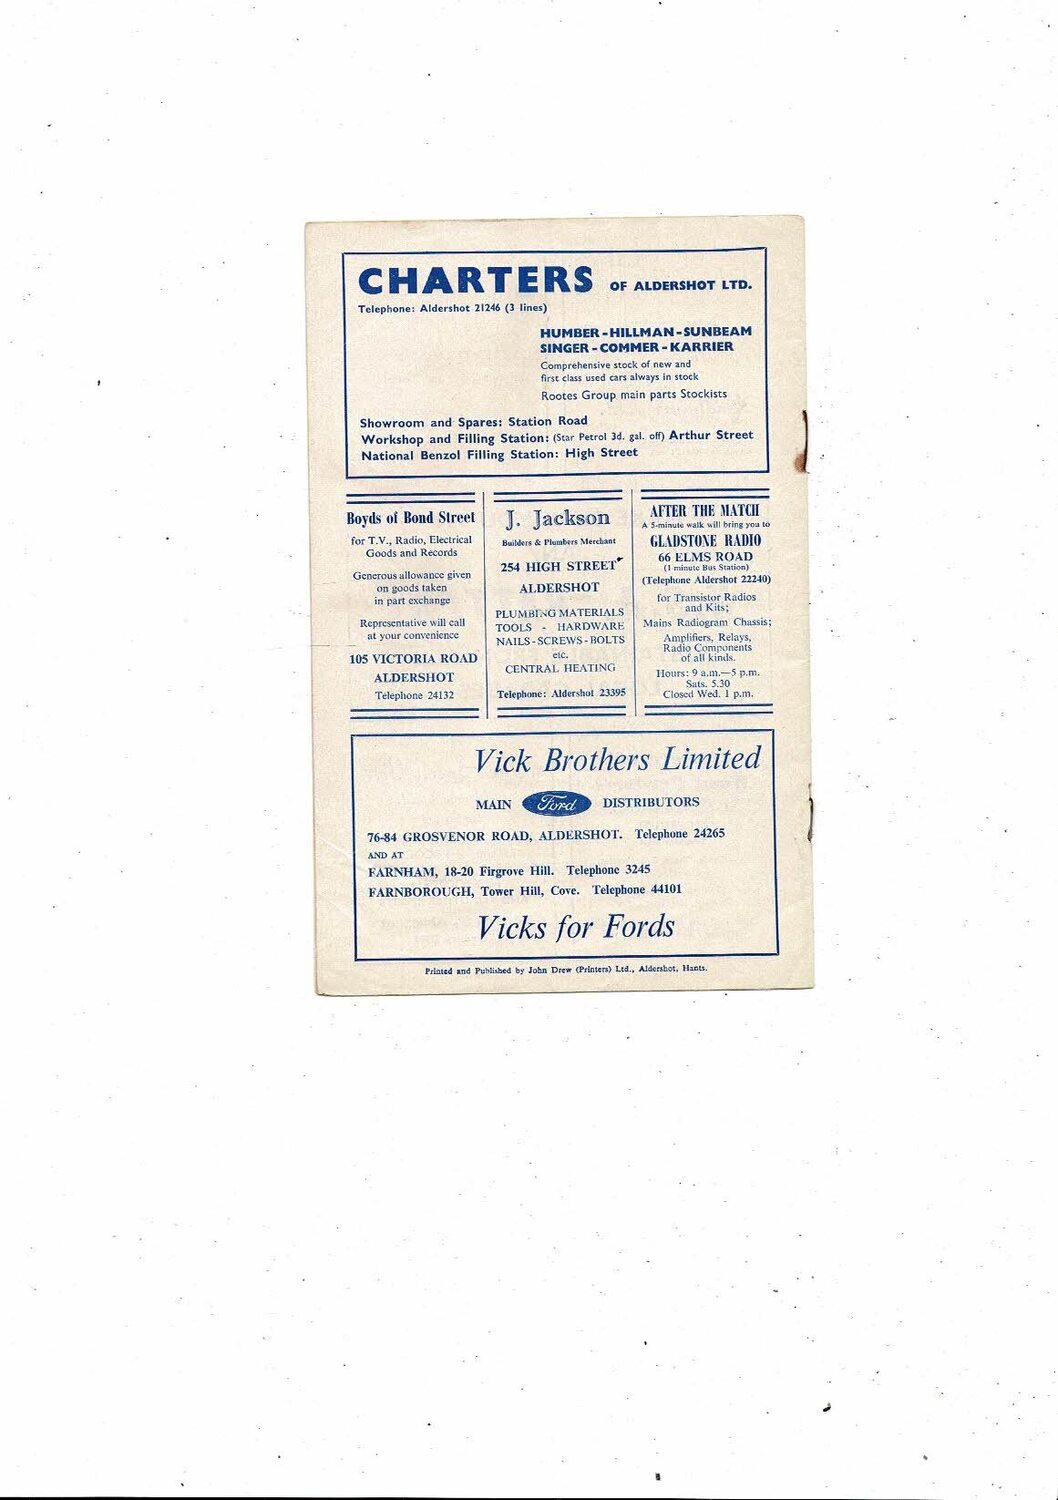 CHARTERS OF ALDERSHOT LTD.
Telephone: Aldershot 21246 (3 lines)
HUMBER - HILLMAN - SUNBEAM
SINGER - COMMER - KARRIER
Comprehensive stock of new and
first class used cars always in stock
Rootes Group main parts Stockists
Showroom and Spares: Station Road
Workshop and Filling Station: (Star Petrol 3d. gal. off) Arthur Street
National Benzol Filling Station: High Street
Boyds of Bond Street
for T.V., Radio, Electrical
Goods and Records
Generous allowance given
on goods taken
in part exchange
Representative will call
at your convenience
105 VICTORIA ROAD
ALDERSHOT
Telephone 24132
J. Jackson
Builders & Plumbers Merchant
254 HIGH STREET
ALDERSHOT
PLUMBING MATERIALS
TOOLS - HARDWARE
NAILS - SCREWS - BOLTS
etc.
CENTRAL HEATING
Telephone: Aldershot 23395
AFTER THE MATCH
A 5-minute walk will bring you to
GLADSTONE RADIO
66 ELMS ROAD
(1 minute Bus Station)
(Telephone Aldershot 22240)
for Transistor Radios
and Kits;
Mains Radiogram Chassis;
Amplifiers, Relays,
Radio Components
of all kinds.
Hours: 9 a.m.—5 p.m.
Sats. 5.30
Closed Wed. 1 p.m.
Vick Brothers Limited
MAIN Ford DISTRIBUTORS
76-84 GROSVENOR ROAD, ALDERSHOT. Telephone 24265
AND AT
FARNHAM, 18-20 Firgrove Hill. Telephone 3245
FARNBOROUGH, Tower Hill, Cove. Telephone 44101
Vicks for Fords
Printed and Published by John Drew (Printers) Ltd., Aldershot, Hants.